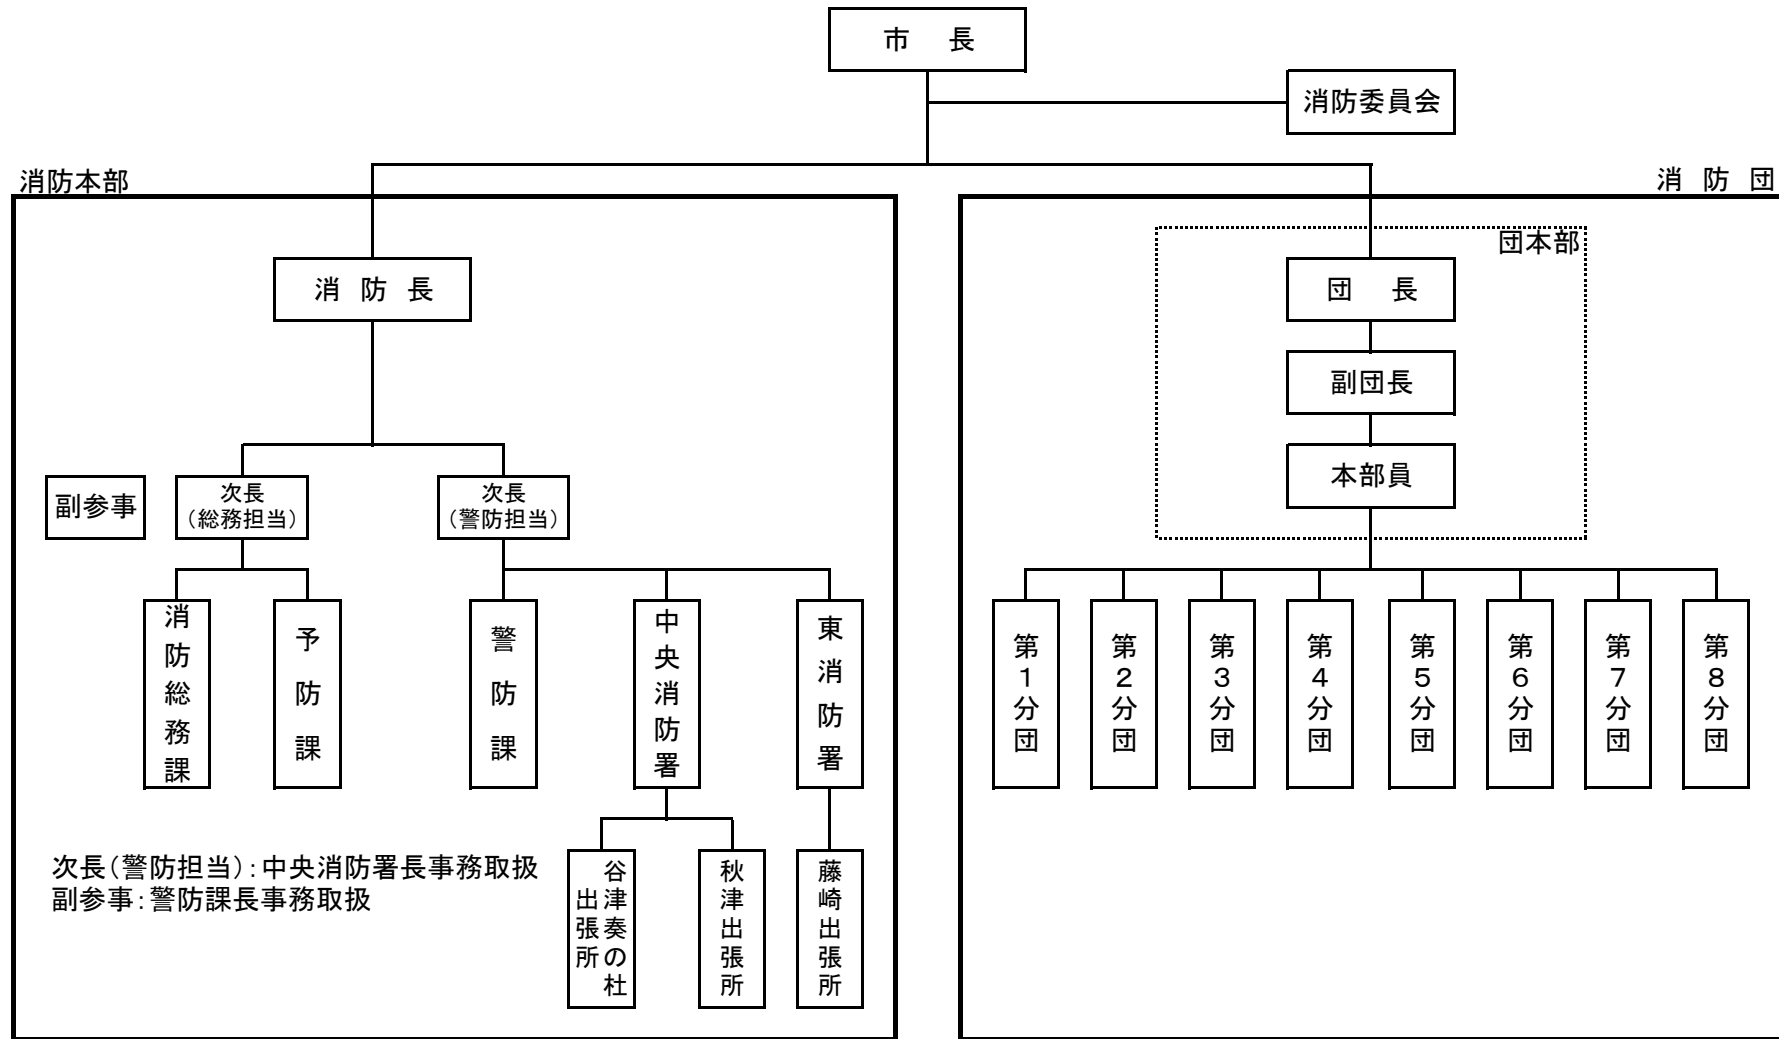 市　長
消防委員会
消防本部
消　防　団
団本部
消　防　長
団　長
副団長
本部員
副参事
次長
（総務担当）
次長
（警防担当）
消防総務課
予防課
警防課
中央消防署
東消防署
第１分団
第２分団
第３分団
第４分団
第５分団
第６分団
第７分団
第８分団
谷津奏の杜
出張所
秋津出張所
藤崎出張所
次長（警防担当）：中央消防署長事務取扱
副参事：警防課長事務取扱